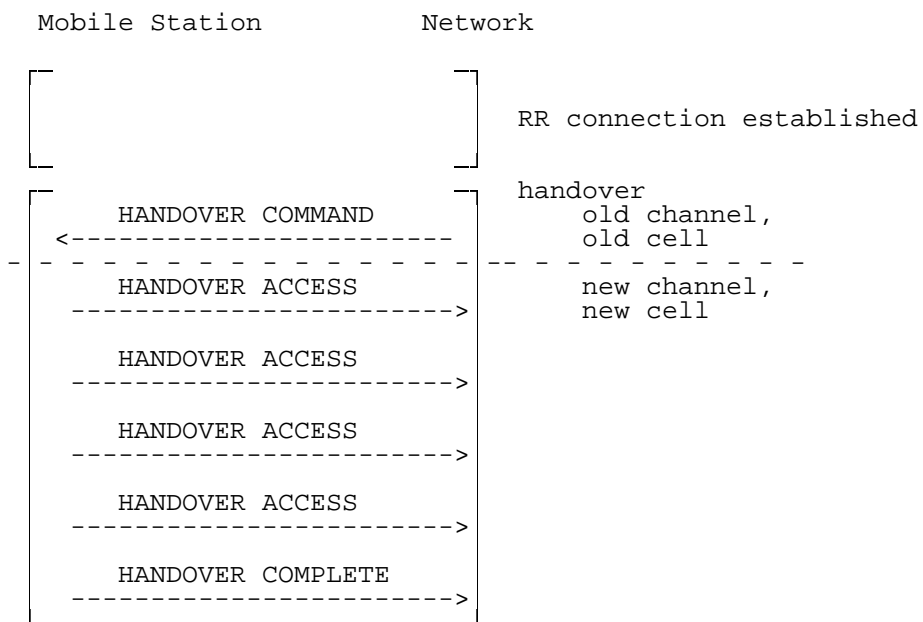 Mobile Station Network
RR connection established
handover
HANDOVER COMMAND old channel,
<------------------------ old cell
- - - - - - - - - - - - - - - -- - - - - - - - - -
HANDOVER ACCESS new channel,
------------------------> new cell
HANDOVER ACCESS
------------------------>
HANDOVER ACCESS
------------------------>
HANDOVER ACCESS
------------------------>
HANDOVER COMPLETE
------------------------>